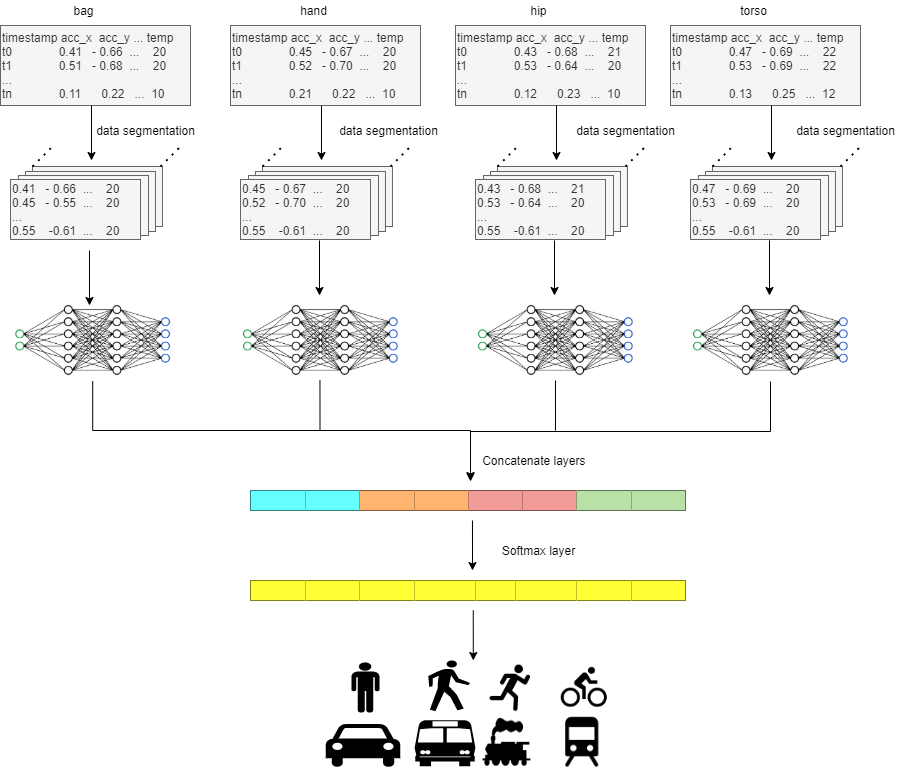 bag hand hip torso
timestamp acc_x acc_y ... temp
t0 0.41 - 0.66 ... 20
t1 0.51 - 0.68 ... 20
...
tn 0.11 0.22 ... 10
timestamp acc_x acc_y ... temp
t0 0.45 - 0.67 ... 20
t1 0.52 - 0.70 ... 20
...
tn 0.21 0.22 ... 10
timestamp acc_x acc_y ... temp
t0 0.43 - 0.68 ... 21
t1 0.53 - 0.64 ... 20
...
tn 0.12 0.23 ... 10
timestamp acc_x acc_y ... temp
t0 0.47 - 0.69 ... 22
t1 0.53 - 0.69 ... 22
...
tn 0.13 0.25 ... 12
data segmentation data segmentation data segmentation data segmentation
0.41 - 0.66 ... 20
0.45 - 0.55 ... 20
...
0.55 -0.61 ... 20
0.45 - 0.67 ... 20
0.52 - 0.70 ... 20
...
0.55 -0.61 ... 20
0.43 - 0.68 ... 21
0.53 - 0.64 ... 20
...
0.55 -0.61 ... 20
0.47 - 0.69 ... 20
0.53 - 0.69 ... 20
...
0.55 -0.61 ... 20
Concatenate layers
Softmax layer